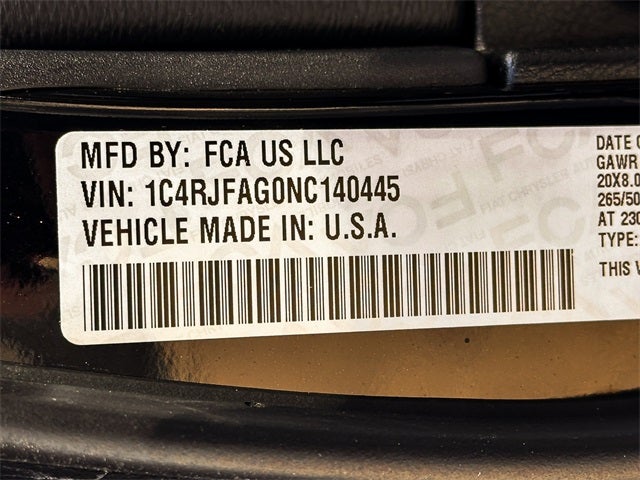 MFD BY: FCA US LLC
VIN: 1C4RJFAG0NC140445
VEHICLE MADE IN: U.S.A.
DATE O
GAWR
20X8.0
265/50
AT 230
TYPE:
THIS V